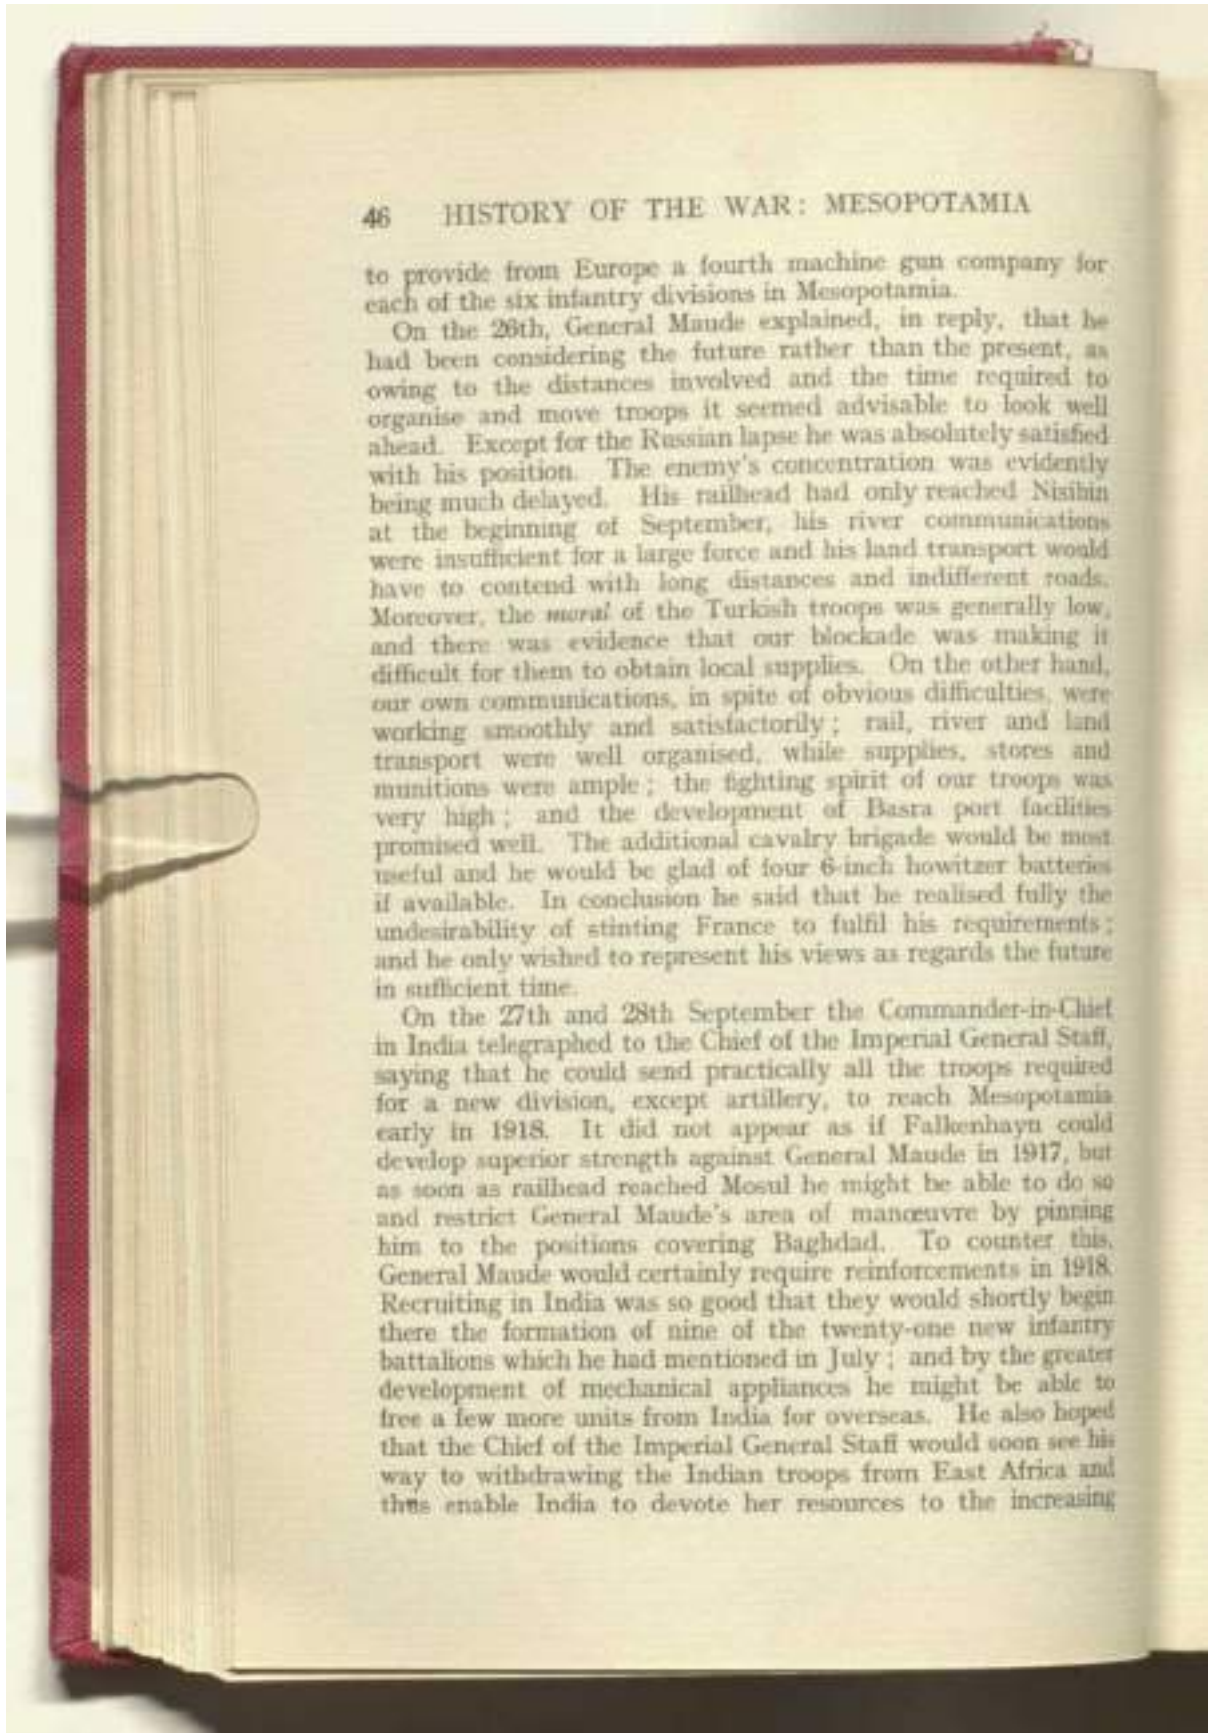 46 HISTORY OF THE WAR: MESOPOTAMIA
to provide from Europe a fourth machine gun company for
each of the six infantry divisions in Mesopotamia.
On the 26th, General Maude explained, in reply, that he
had been considering the future rather than the present, as
owing to the distances involved and the time required to
organise and move troops it seemed advisable to look well
ahead. Except for the Russian lapse he was absolutely satisfied
with his position. The enemy's concentration was evidently
being much delayed. His railhead had only reached Nisibin
at the beginning of September, his river communications
were insufficient for a large force and his land transport would
have to contend with long distances and indifferent roads.
Moreover, the moral of the Turkish troops was generally low,
and there was evidence that our blockade was making it
difficult for them to obtain local supplies. On the other hand,
our own communications, in spite of obvious difficulties, were
working smoothly and satisfactorily; rail, river and land
transport were well organised, while supplies, stores and
munitions were ample; the fighting spirit of our troops was
very high; and the development of Basra port facilities
promised well. The additional cavalry brigade would be most
useful and he would be glad of four 6-inch howitzer batteries
if available. In conclusion he said that he realised fully the
undesirability of stinting France to fulfil his requirements;
and he only wished to represent his views as regards the future
in sufficient time.
On the 27th and 28th September the Commander-in-Chief
in India telegraphed to the Chief of the Imperial General Staff,
saying that he could send practically all the troops required
for a new division, except artillery, to reach Mesopotamia
early in 1918. It did not appear as if Falkenhayn could
develop superior strength against General Maude in 1917, but
as soon as railhead reached Mosul he might be able to do so
and restrict General Maude's area of manœuvre by pinning
him to the positions covering Baghdad. To counter this,
General Maude would certainly require reinforcements in 1918.
Recruiting in India was so good that they would shortly begin
there the formation of nine of the twenty-one new infantry
battalions which he had mentioned in July; and by the greater
development of mechanical appliances he might be able to
free a few more units from India for overseas. He also hoped
that the Chief of the Imperial General Staff would soon see his
way to withdrawing the Indian troops from East Africa and
thus enable India to devote her resources to the increasing